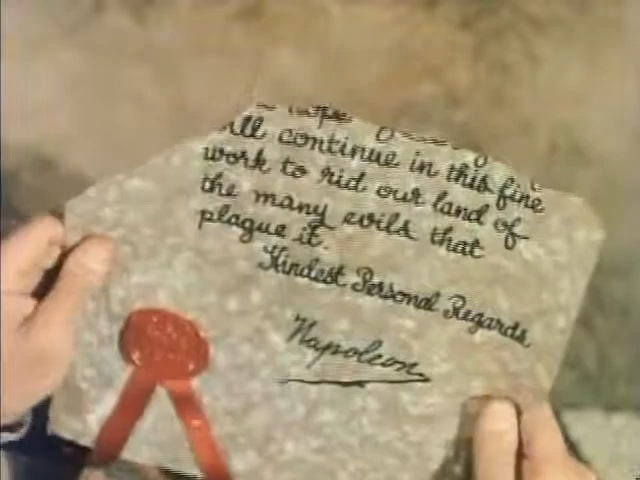 will continue in this fine
work to rid our land of
the many evils that
plague it.
Kindest Personal Regards
Napoleon